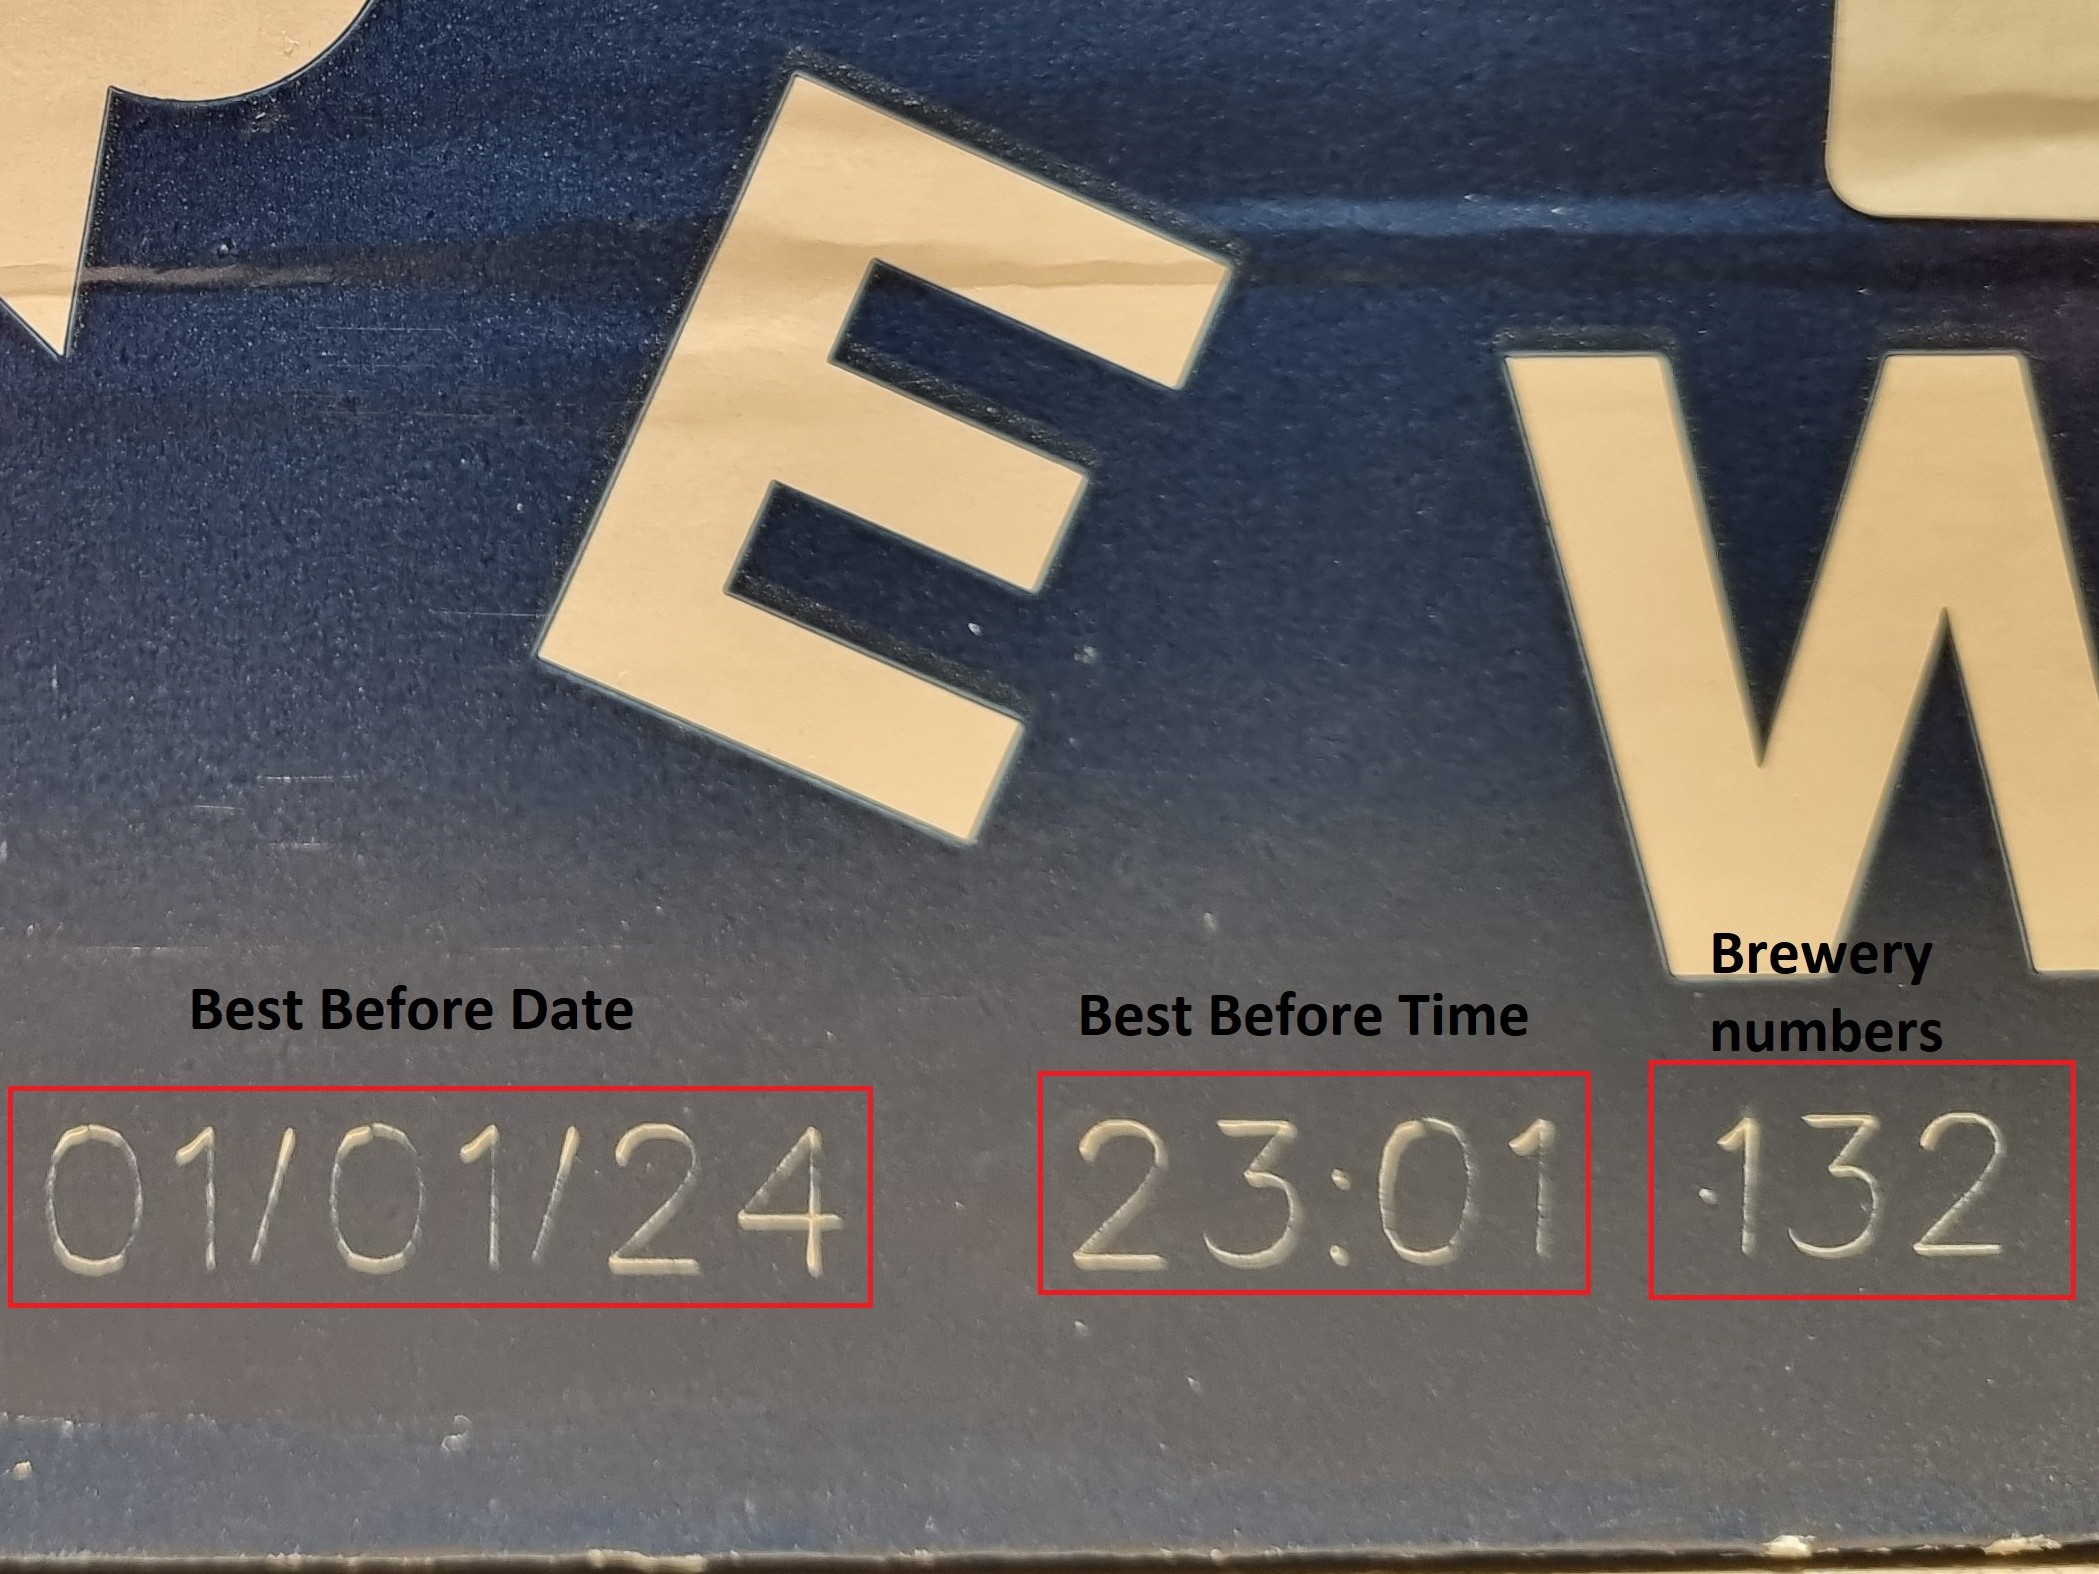 E
W
Best Before Date
Best Before Time
Brewery
numbers
01/01/24 23:01 132